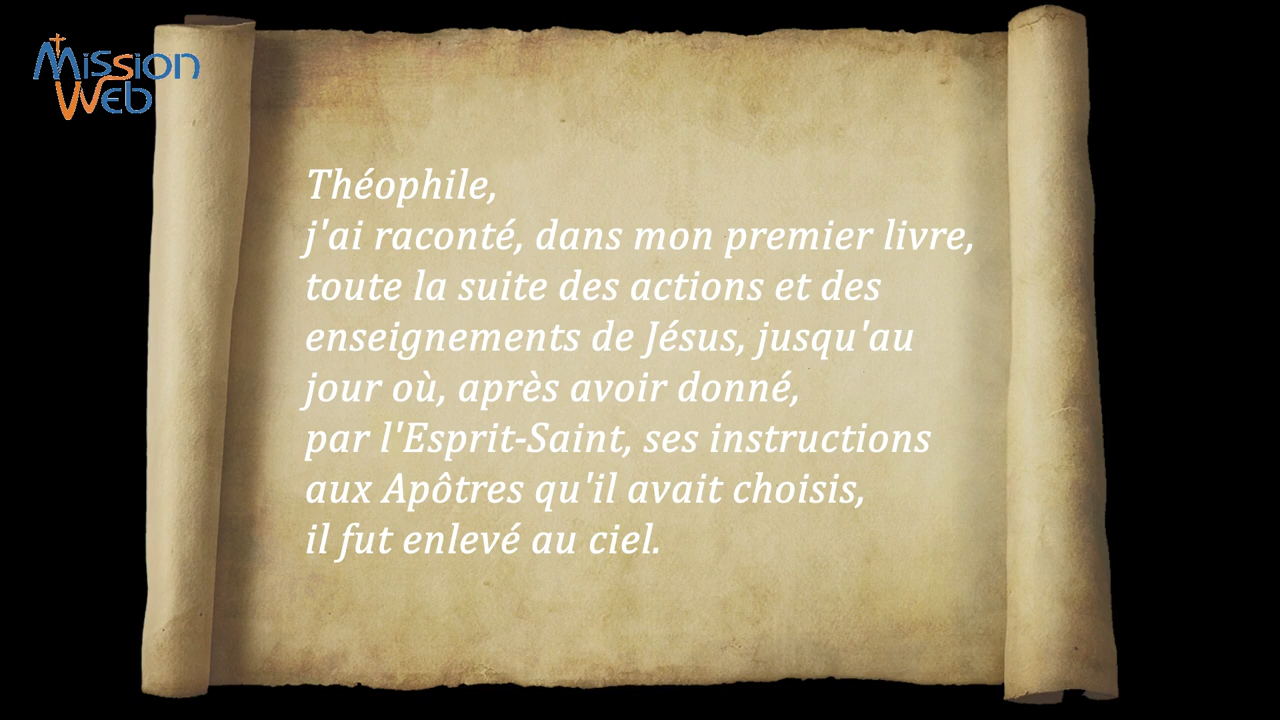 Mission
Web
Théophile,
j'ai raconté, dans mon premier livre,
toute la suite des actions et des
enseignements de Jésus, jusqu'au
jour où, après avoir donné,
par l'Esprit-Saint, ses instructions
aux Apôtres qu'il avait choisis,
il fut enlevé au ciel.